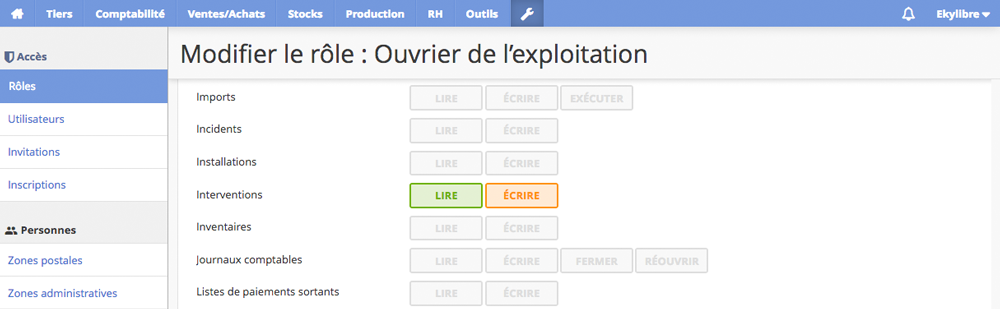 Tiers Comptabilité Ventes/Achats Stocks Production RH Outils Ekylibre
Accès
Rôles
Utilisateurs
Invitations
Inscriptions
Personnes
Zones postales
Zones administratives
Modifier le rôle : Ouvrier de l’exploitation
Imports LIRE ÉCRIRE EXÉCUTER
Incidents LIRE ÉCRIRE
Installations LIRE ÉCRIRE
Interventions LIRE ÉCRIRE
Inventaires LIRE ÉCRIRE
Journaux comptables LIRE ÉCRIRE FERMER RÉOUVRIR
Listes de paiements sortants LIRE ÉCRIRE